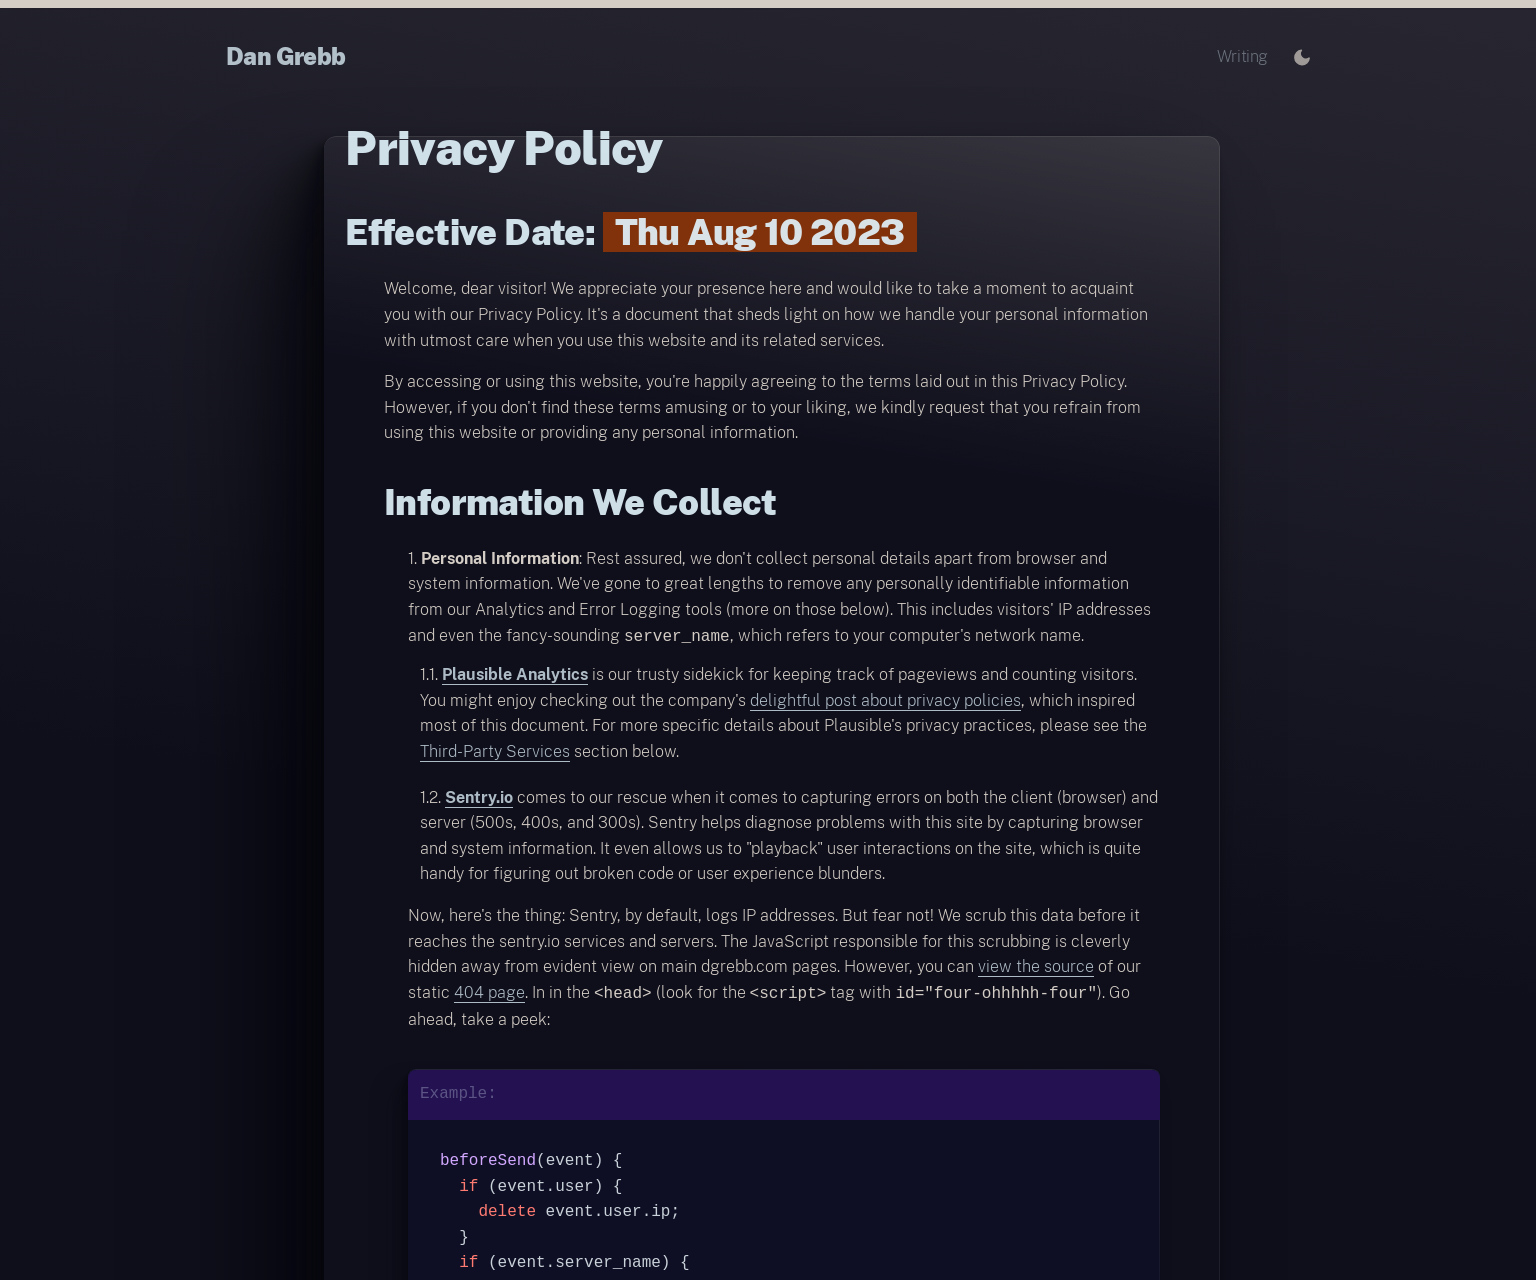 Dan Grebb
Writing
Privacy Policy
Effective Date: Thu Aug 10 2023
Welcome, dear visitor! We appreciate your presence here and would like to take a moment to acquaint
you with our Privacy Policy. It's a document that sheds light on how we handle your personal information
with utmost care when you use this website and its related services.
By accessing or using this website, you're happily agreeing to the terms laid out in this Privacy Policy.
However, if you don't find these terms amusing or to your liking, we kindly request that you refrain from
using this website or providing any personal information.
Information We Collect
1. Personal Information: Rest assured, we don't collect personal details apart from browser and
system information. We've gone to great lengths to remove any personally identifiable information
from our Analytics and Error Logging tools (more on those below). This includes visitors' IP addresses
and even the fancy-sounding server_name, which refers to your computer's network name.
1.1. Plausible Analytics is our trusty sidekick for keeping track of pageviews and counting visitors.
You might enjoy checking out the company's delightful post about privacy policies, which inspired
most of this document. For more specific details about Plausible's privacy practices, please see the
Third-Party Services section below.
1.2. Sentry.io comes to our rescue when it comes to capturing errors on both the client (browser) and
server (500s, 400s, and 300s). Sentry helps diagnose problems with this site by capturing browser
and system information. It even allows us to "playback" user interactions on the site, which is quite
handy for figuring out broken code or user experience blunders.
Now, here's the thing: Sentry, by default, logs IP addresses. But fear not! We scrub this data before it
reaches the sentry.io services and servers. The JavaScript responsible for this scrubbing is cleverly
hidden away from evident view on main dgrebb.com pages. However, you can view the source of our
static 404 page. In in the <head> (look for the <script> tag with id="four-ohhhhh-four"). Go
ahead, take a peek:
Example:
beforeSend(event) {
if (event.user) {
delete event.user.ip;
}
if (event.server_name) {